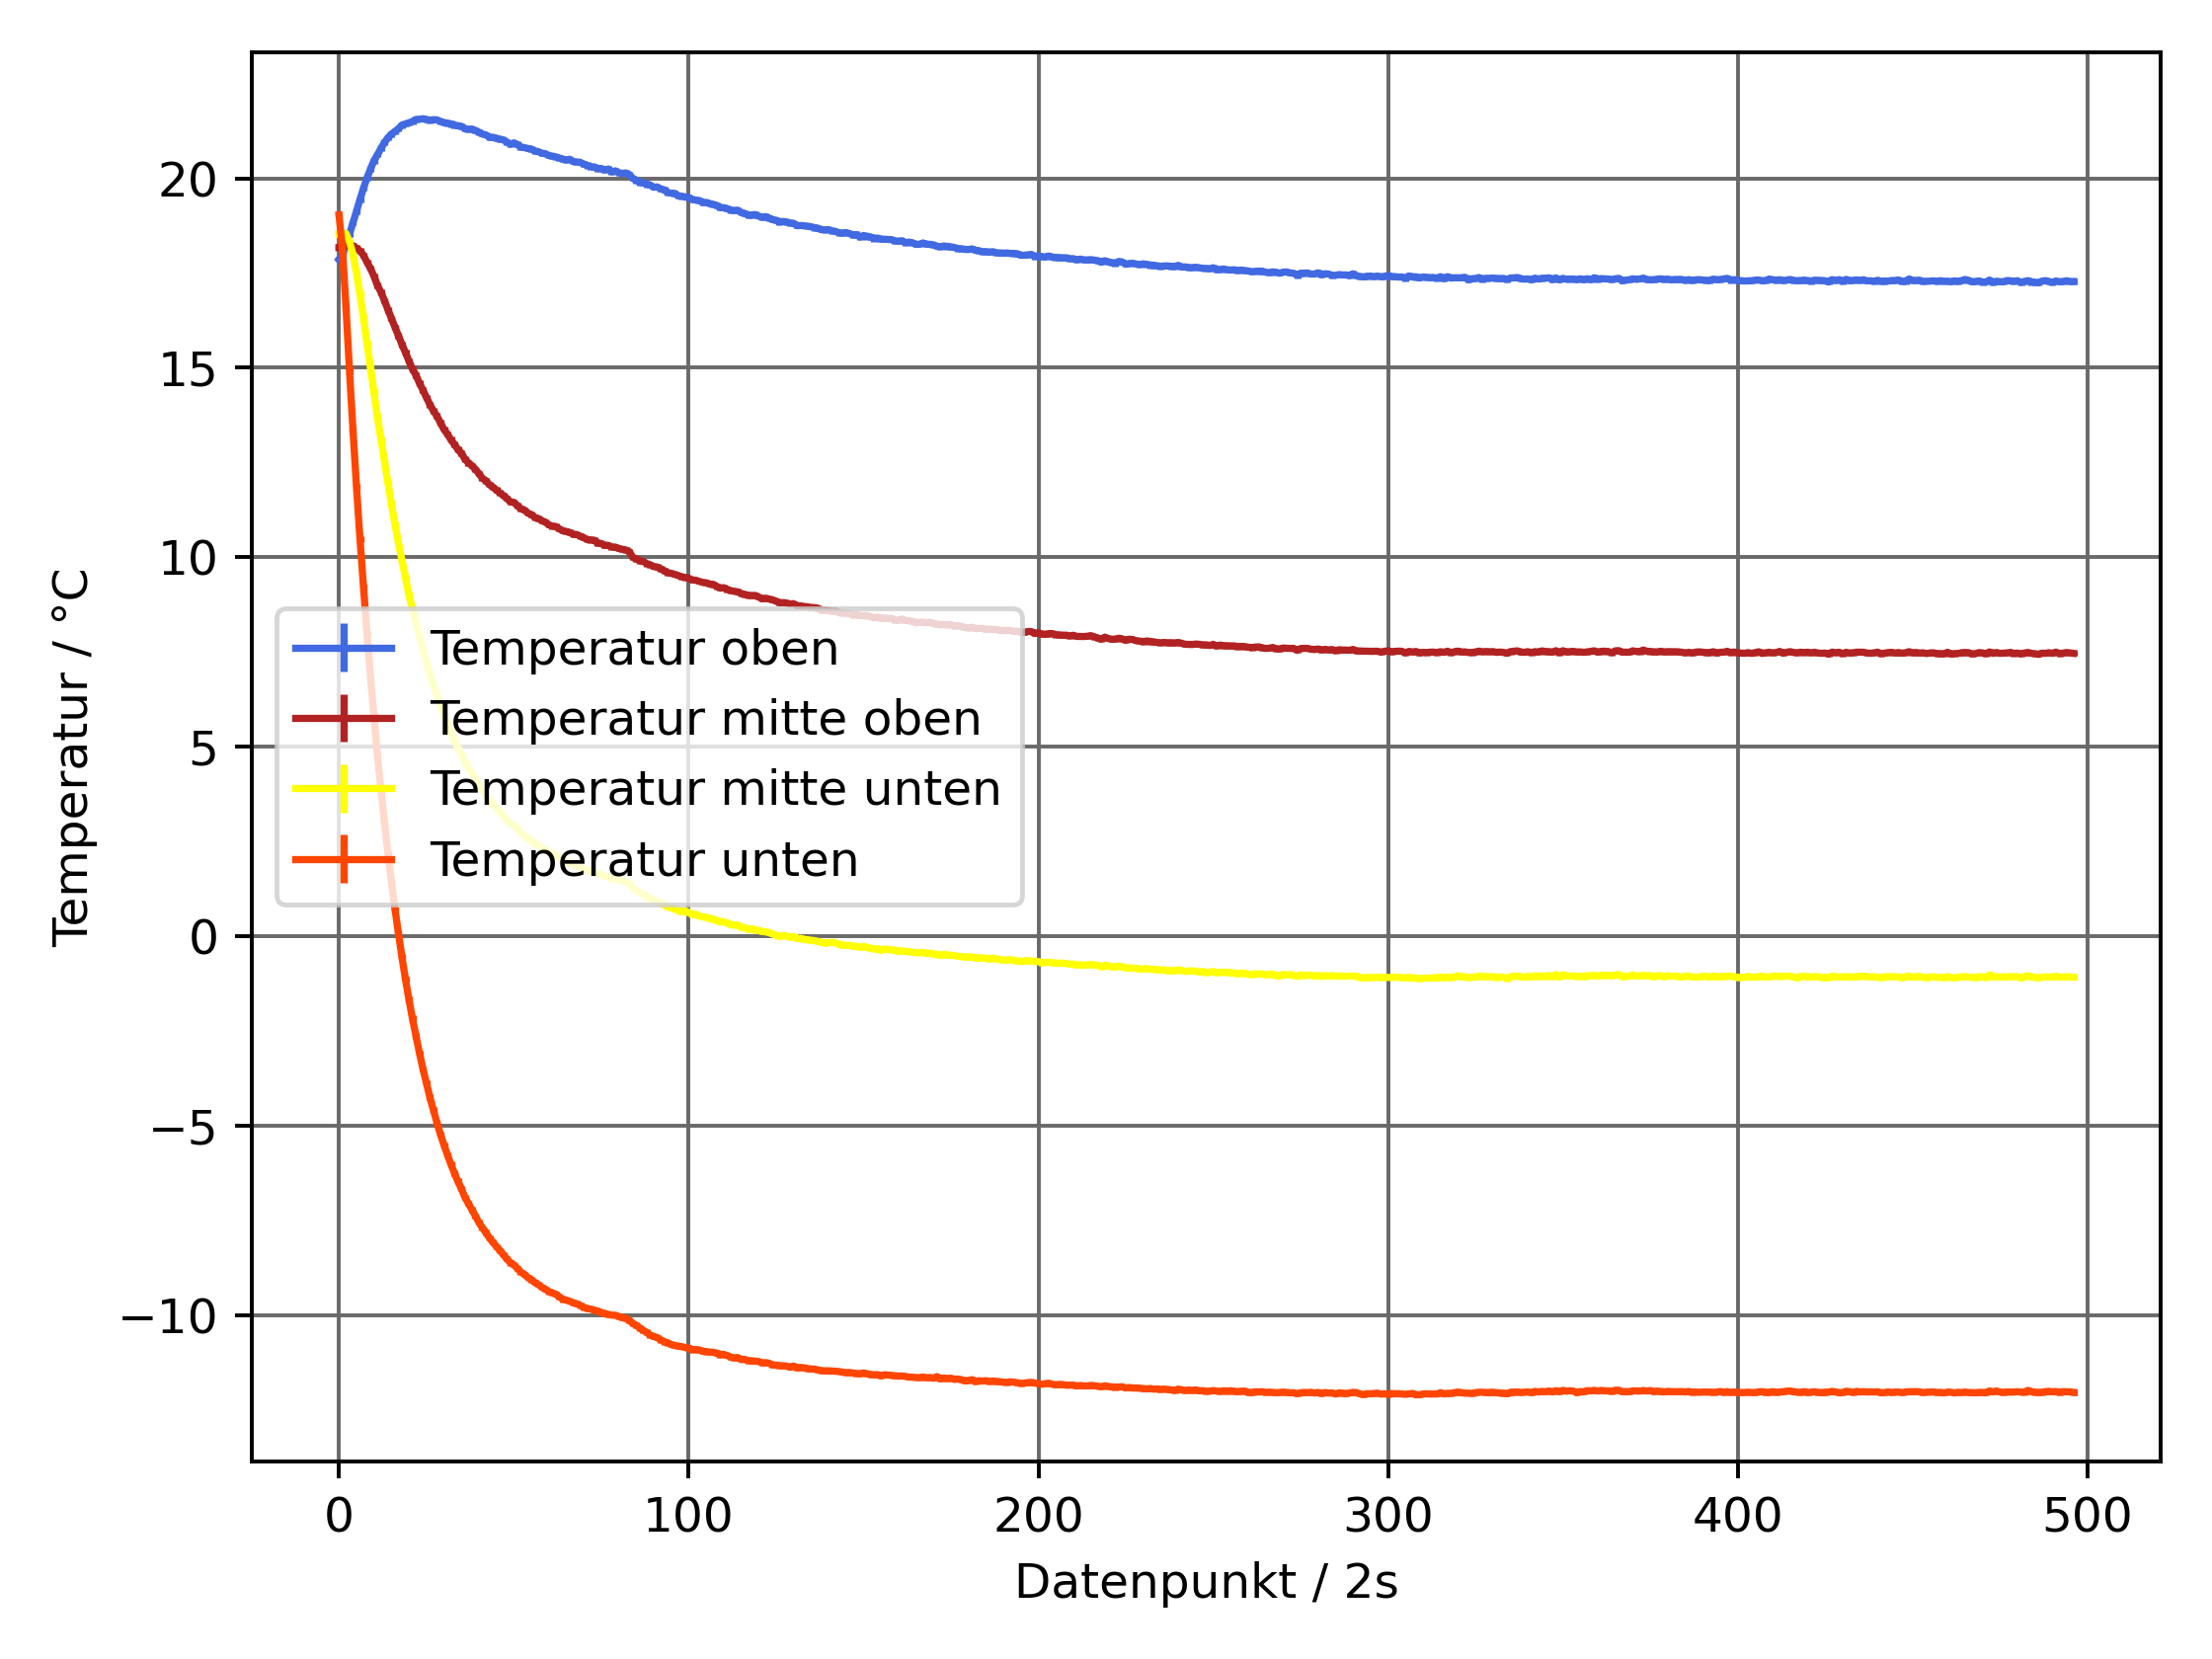 Temperatur / °C
20
15
10
5
0
−5
−10
Temperatur oben
Temperatur mitte oben
Temperatur mitte unten
Temperatur unten
0 100 200 300 400 500
Datenpunkt / 2s